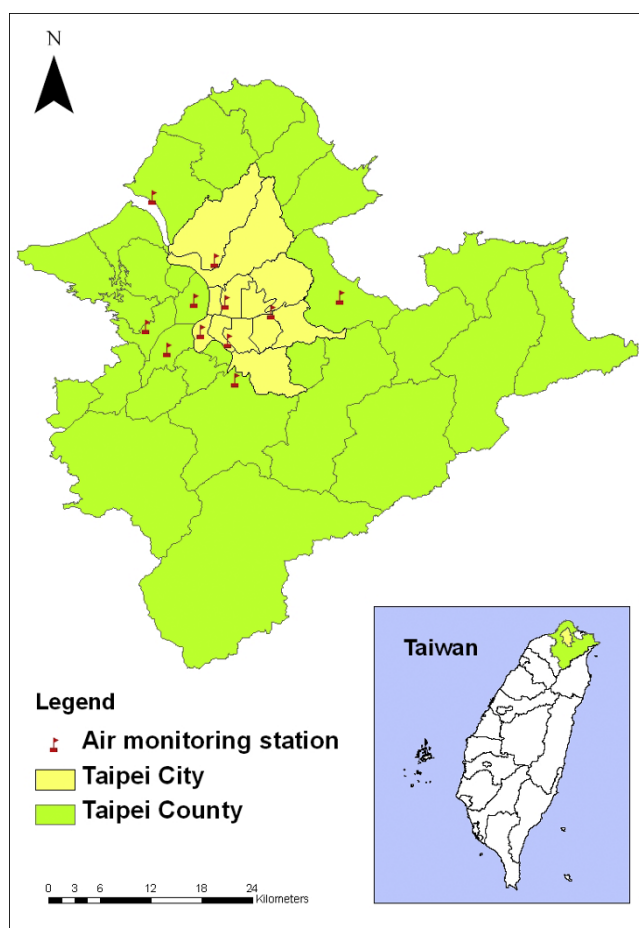 N
Taiwan
Legend
Air monitoring station
Taipei City
Taipei County
0 3 6 12 18 24
Kilometers